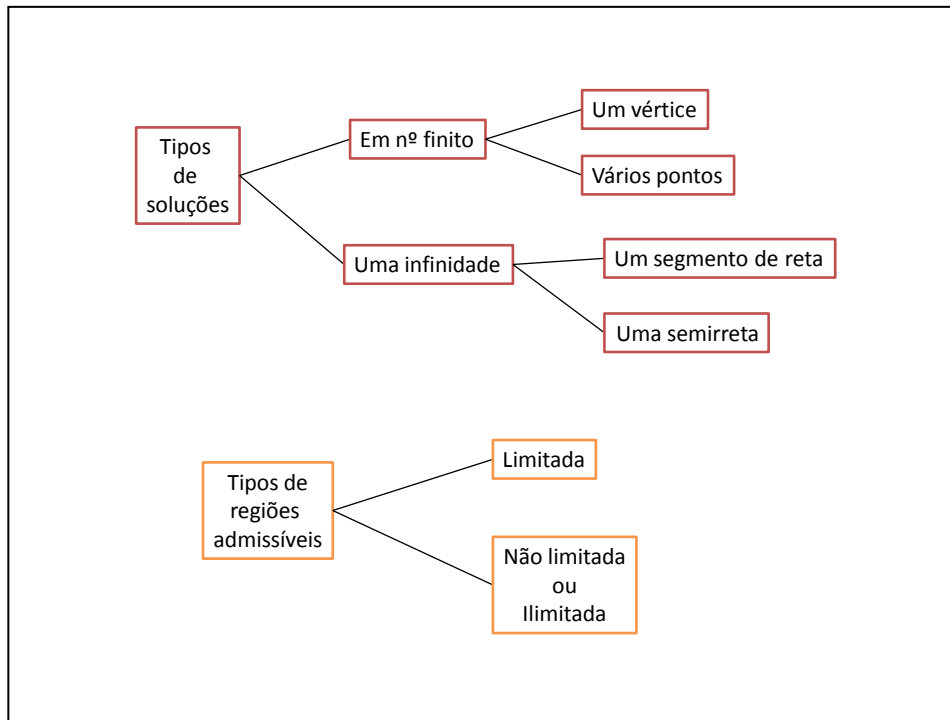 Tipos
de
soluções
Em nº finito
Um vértice
Vários pontos
Uma infinidade
Um segmento de reta
Uma semirreta
Tipos de
regiões
admissíveis
Limitada
Não limitada
ou
Ilimitada